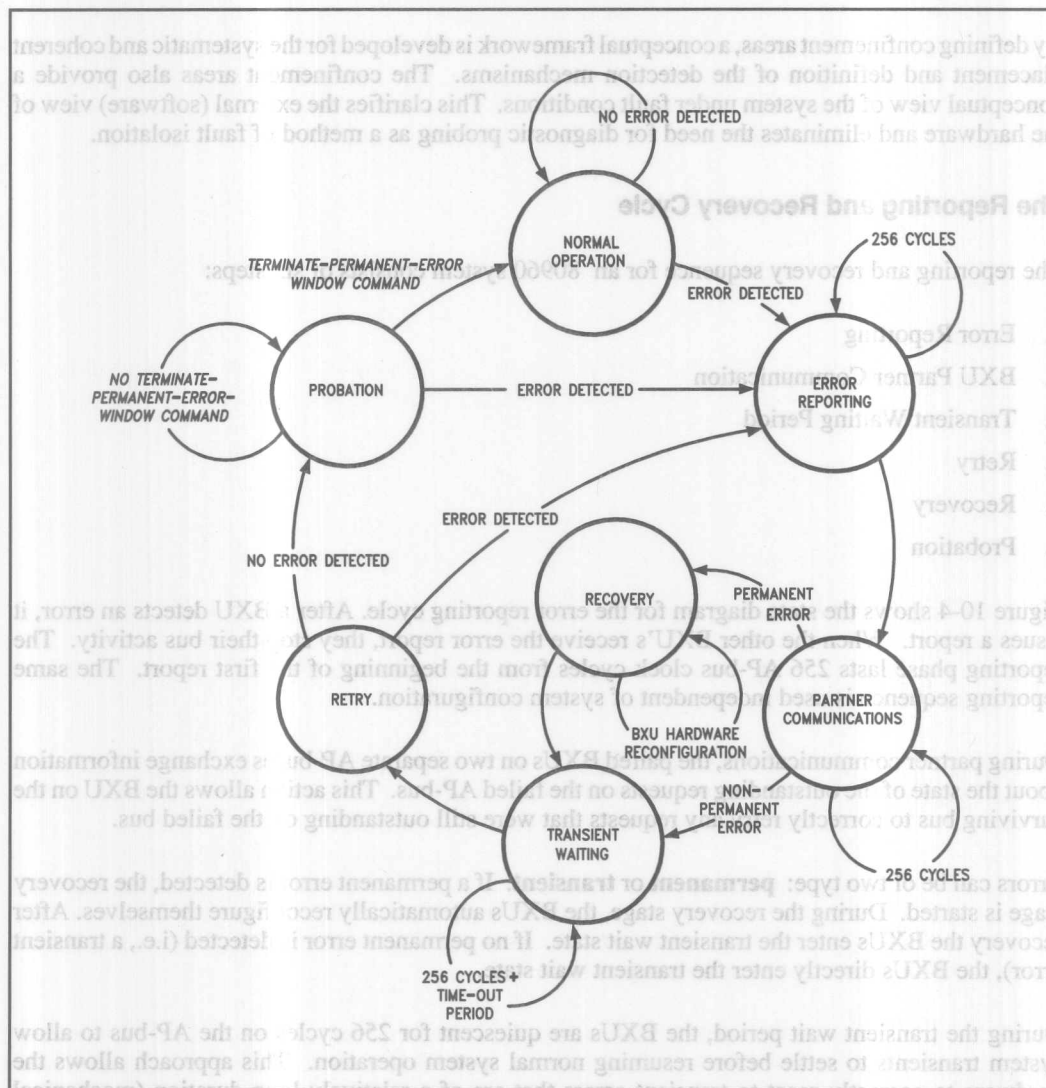 y defining confinement areas, a conceptual framework is developed for the systematic and coherent
acement and definition of the detection mechanisms. The confinement areas also provide a
onceptual view of the system under fault conditions. This clarifies the external (software) view of
he hardware and eliminates the need for diagnostic probing as a method of fault isolation.
NO ERROR DETECTED
he Reporting and Recovery Cycle
NORMAL
OPERATION
256 CYCLES
TERMINATE-PERMANENT-ERROR
WINDOW COMMAND
he reporting and recovery sequence for an 80960 system steps:
ERROR DETECTED
Error Reporting
BXU Partner Communication
Transient Waiting Period
Retry
Recovery
Probation
NO TERMINATE-
PERMANENT-ERROR-
WINDOW COMMAND
PROBATION
ERROR DETECTED
ERROR
REPORTING
ERROR DETECTED
NO ERROR DETECTED
RECOVERY
PERMANENT
ERROR
igure 10-4 shows the state diagram for the error reporting cycle. After BXU detects an error, it
sues a report. When the other BXU's receive the error report, they stop their bus activity. The
eporting phase lasts 256 AP-bus clock cycles from the beginning of the first report. The same
eporting sequence is used independent of system configuration.
RETRY
PARTNER
COMMUNICATIONS
BXU HARDWARE
RECONFIGURATION
uring partner communications, the paired BXUs on two separate AP-buses exchange information
bout the state of the outstanding requests on the failed AP-bus. This action allows the BXU on the
urviving bus to correctly requests that were still outstanding on the failed bus.
NON-
PERMANENT
ERROR
TRANSIENT
WAITING
256 CYCLES
rrors can be of two type: permanent or transient. If a permanent error is detected, the recovery
age is started. During the recovery stage, the BXUs automatically reconfigure themselves. After
ecovery the BXUs enter the transient wait state. If no permanent error is detected (i.e., a transient
rror), the BXUs directly enter the transient wait state.
256 CYCLES +
TIME-OUT
PERIOD
uring the transient wait period, the BXUs are quiescent for 256 cycles on the AP-bus to allow
ystem transients to settle before resuming normal system operation. This approach allows the